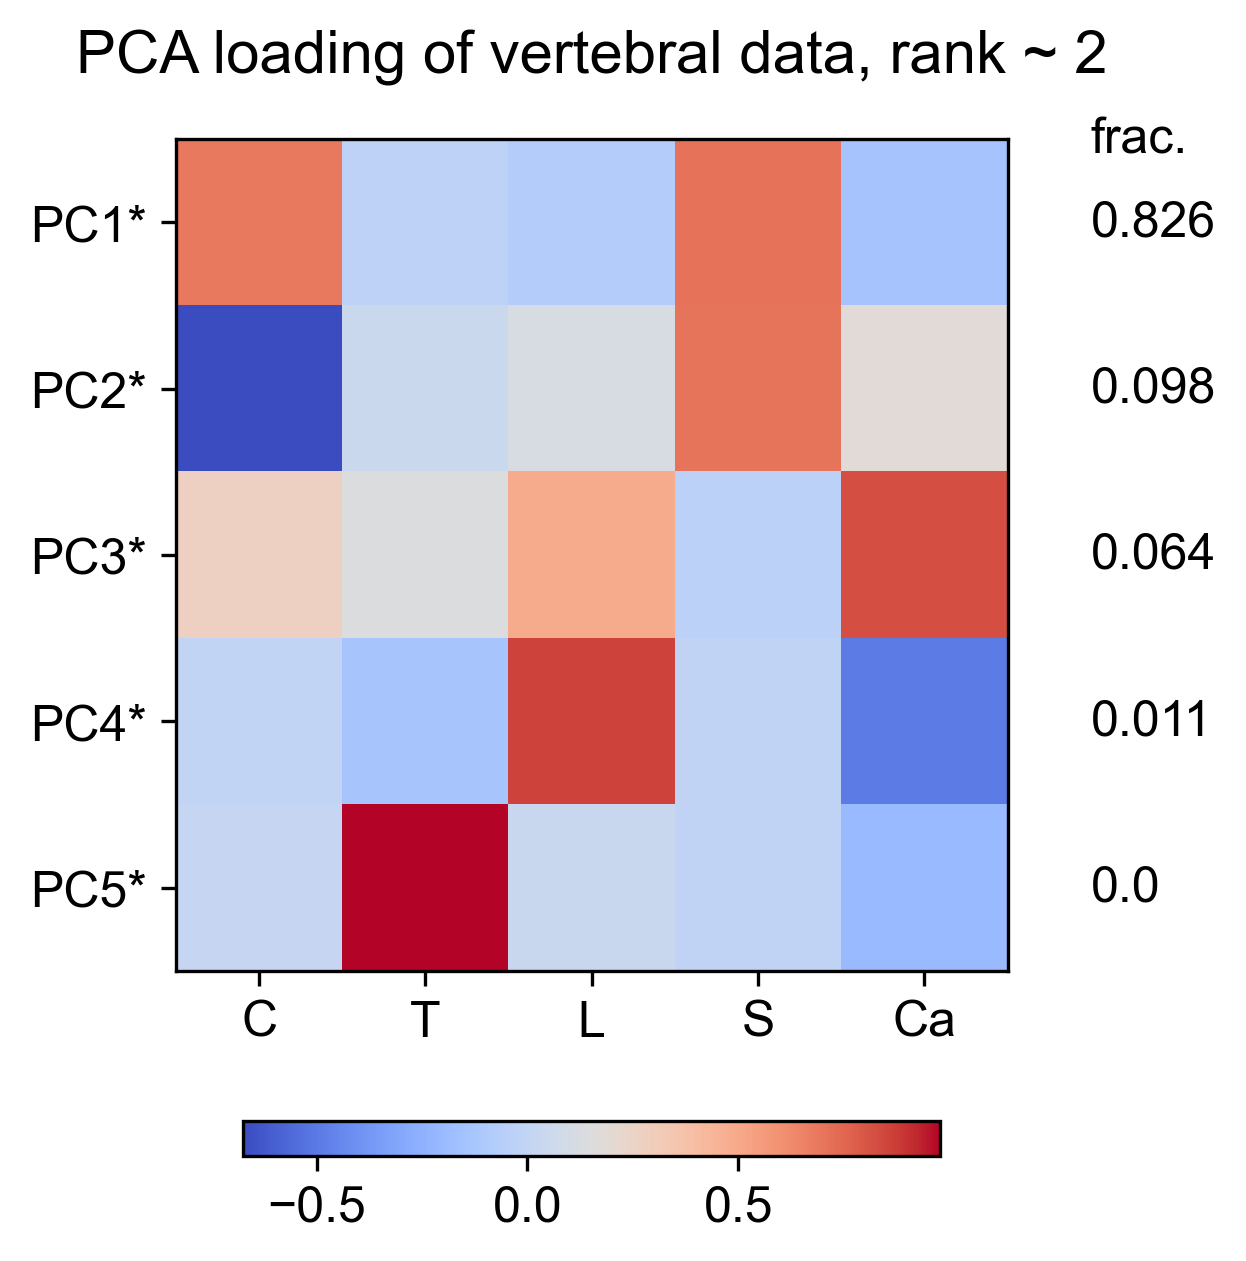 PCA loading of vertebral data, rank ~ 2
frac.
PC1* 0.826
PC2* 0.098
PC3* 0.064
PC4* 0.011
PC5* 0.0
C T L S Ca
−0.5 0.0 0.5